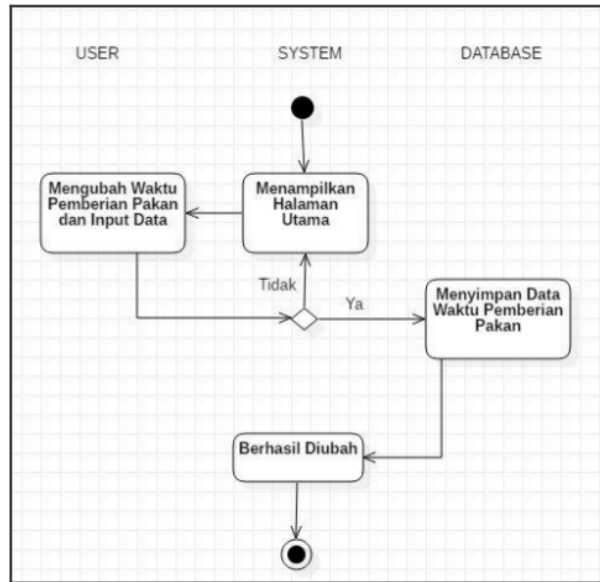 USER
SYSTEM
DATABASE
Mengubah Waktu
Pemberian Pakan
dan Input Data
Menampilkan
Halaman
Utama
Tidak
Ya
Menyimpan Data
Waktu Pemberian
Pakan
Berhasil Diubah